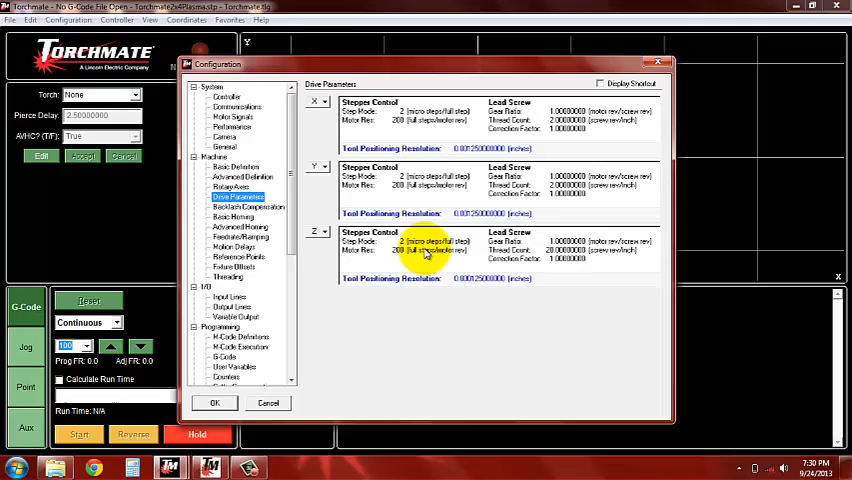 Torchmate - No G-Code File Open - Torchmate2x4Plasma.stp - Torchmate.tlg
File Edit Configuration Controller View Coordinates Favorites Help
TORCHMATE
A Lincoln Electric Company
Y
X
Torch: None
Pierce Delay: 2.50000000
AVHC? (T/F): True
Edit Accept Cancel
G-Code
Jog
Point
Aux
Reset
Continuous
100
Prog FR: 0.0 Adj FR: 0.0
Calculate Run Time
Run Time: N/A
Start Reverse Hold
Configuration
System
Controller
Communications
Motor Signals
Performance
Camera
General
Machine
Basic Definition
Advanced Definition
Rotary Axes
Drive Parameters
Backlash Compensation
Basic Homing
Advanced Homing
Feedrate/Ramping
Motion Delays
Reference Points
Fixture Offsets
Threading
I/O
Input Lines
Output Lines
Variable Output
Programming
M-Code Definitions
M-Code Execution
G-Code
User Variables
Counters
Drive Parameters
Display Shortcut
X
Stepper Control Lead Screw
Step Mode: 2 (micro steps/full step) Gear Ratio: 1.00000000 (motor rev/screw rev)
Motor Res: 200 (full steps/motor rev) Thread Count: 2.00000000 (screw rev/inch)
Correction Factor: 1.00000000
Tool Positioning Resolution: 0.001250000000 (inches)
Y
Stepper Control Lead Screw
Step Mode: 2 (micro steps/full step) Gear Ratio: 1.00000000 (motor rev/screw rev)
Motor Res: 200 (full steps/motor rev) Thread Count: 2.00000000 (screw rev/inch)
Correction Factor: 1.00000000
Tool Positioning Resolution: 0.001250000000 (inches)
Z
Stepper Control Lead Screw
Step Mode: 2 (micro steps/full step) Gear Ratio: 1.00000000 (motor rev/screw rev)
Motor Res: 200 (full steps/motor rev) Thread Count: 20.00000000 (screw rev/inch)
Correction Factor: 1.00000000
Tool Positioning Resolution: 0.000125000000 (inches)
OK Cancel
7:30 PM
9/24/2013